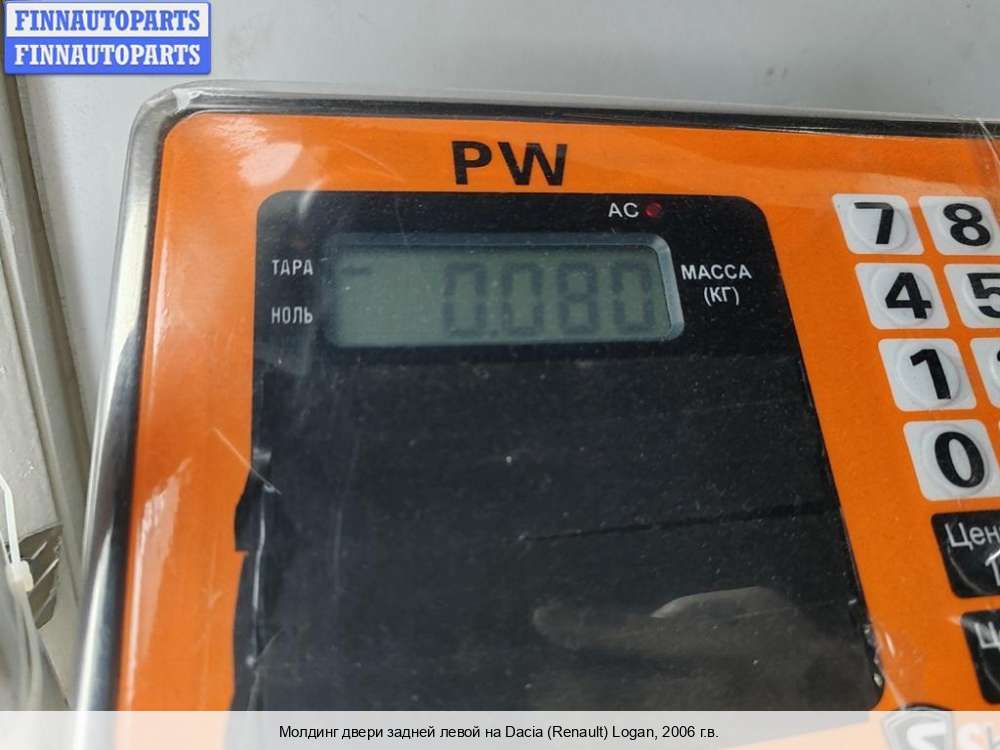 FINNAUTOPARTS
FINNAUTOPARTS
PW
AC
ТАРА
НОЛЬ
0.080
МАССА
(КГ)
7 8
4 5
1
0
Молдинг двери задней левой на Dacia (Renault) Logan, 2006 г.в.